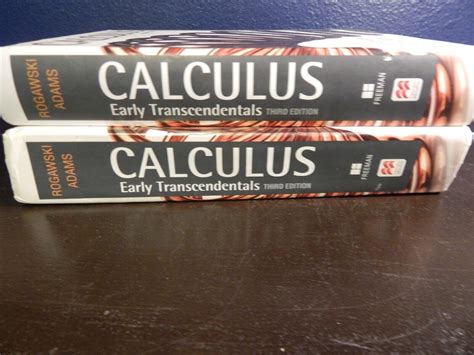 ROGAWSKI
ADAMS
CALCULUS
Early Transcendentals THIRD EDITION
FREEMAN
ROGAWSKI
ADAMS
CALCULUS
Early Transcendentals THIRD EDITION
FREEMAN